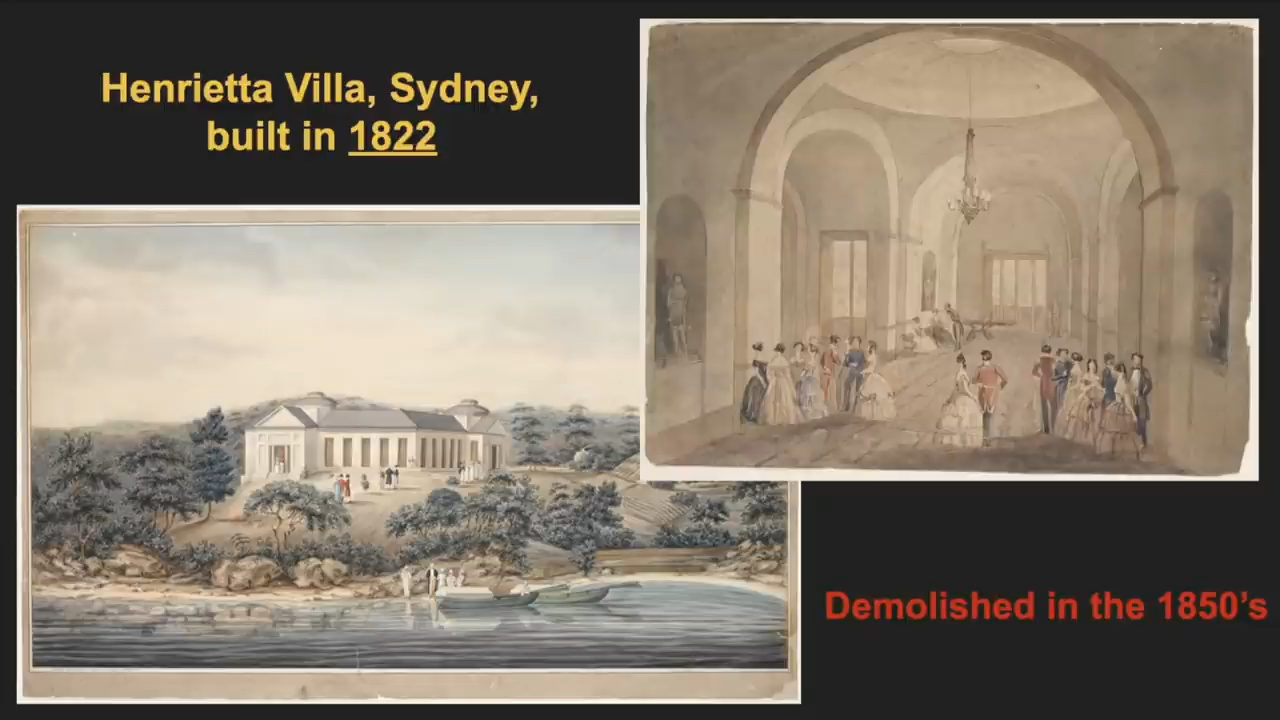 Henrietta Villa, Sydney,
built in 1822
Demolished in the 1850’s